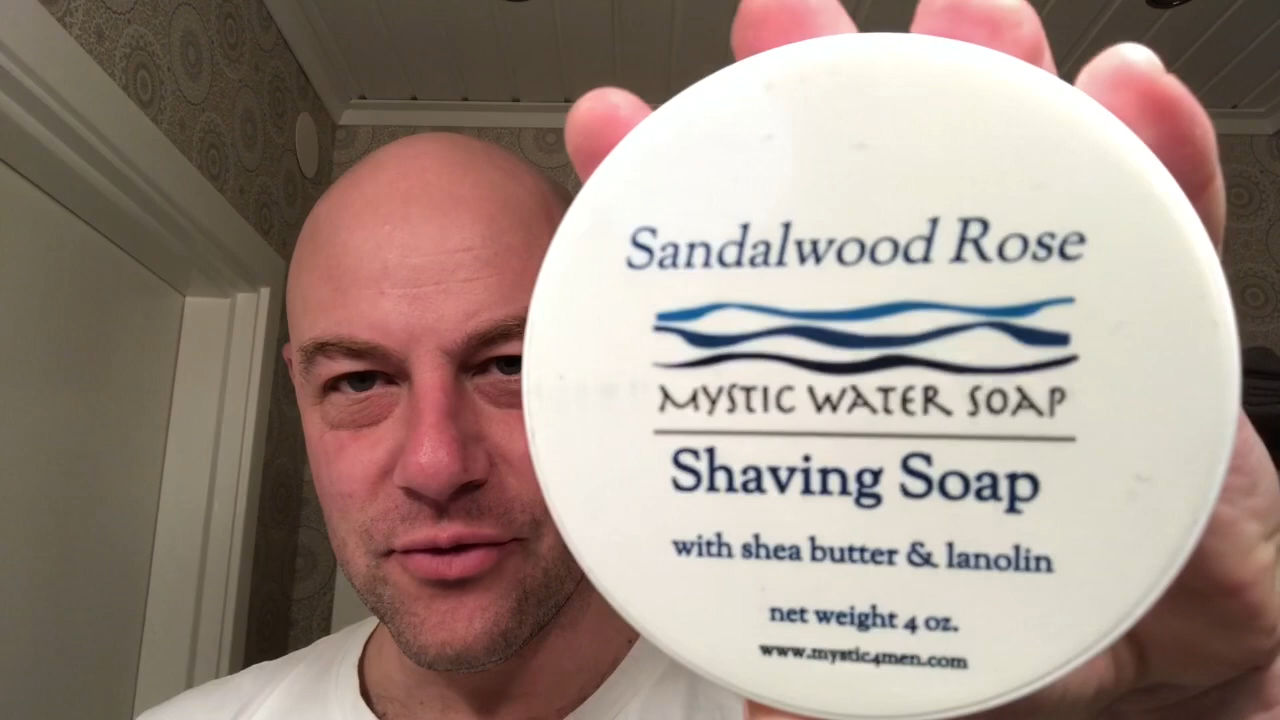 Sandalwood Rose
MYSTIC WATER SOAP
Shaving Soap
with shea butter & lanolin
net weight 4 oz.
www.mystic4men.com